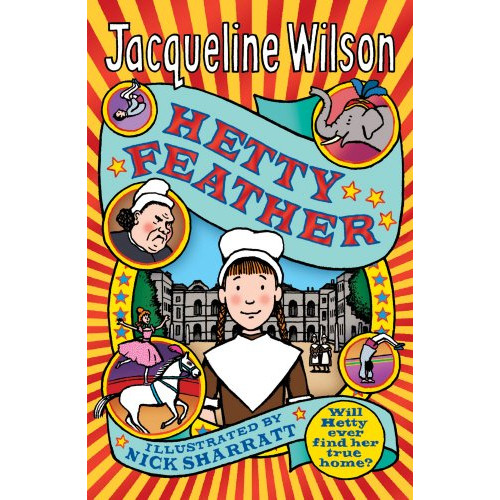 Jacqueline Wilson
HETTY
FEATHER
ILLUSTRATED BY
NICK SHARRATT
Will
Hetty
ever
find her
true
home?